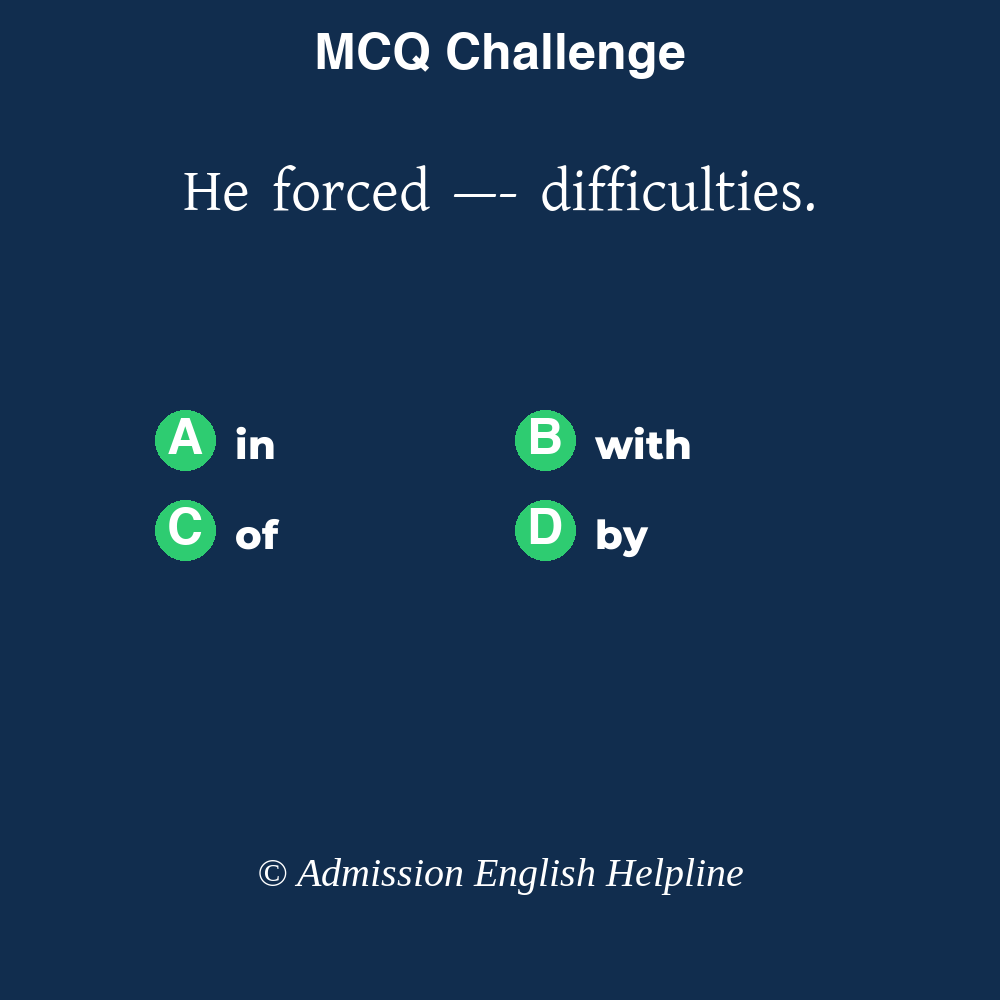 MCQ Challenge
He forced —- difficulties.
A in
B with
C of
D by
© Admission English Helpline